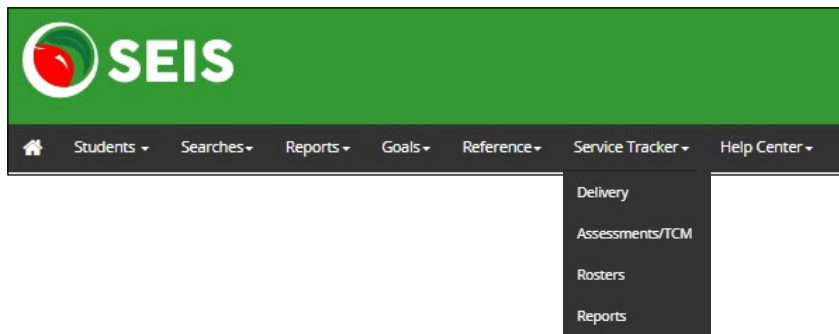 SEIS
Students Searches Reports Goals Reference Service Tracker Help Center
Delivery
Assessments/TCM
Rosters
Reports